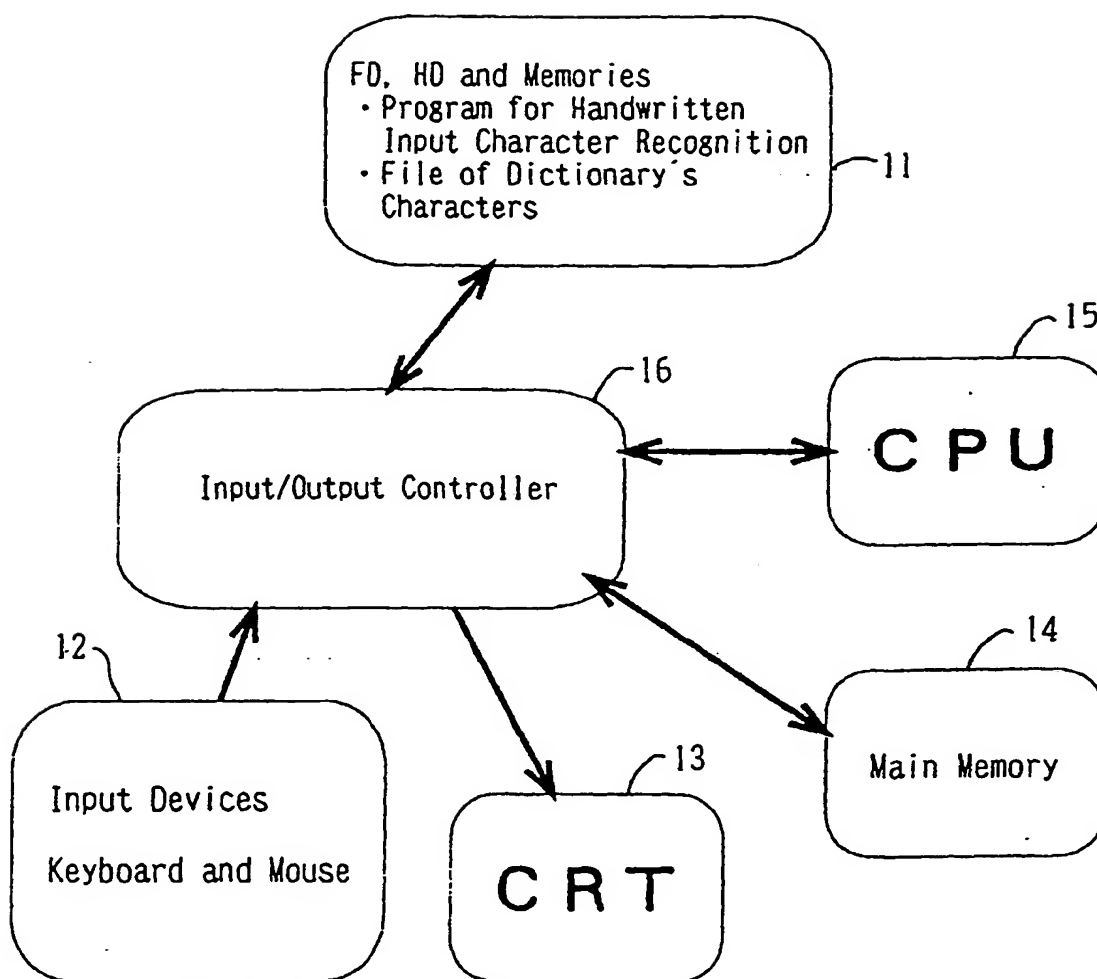 FD, HD and Memories
・Program for Handwritten
Input Character Recognition
・File of Dictionary's
Characters
11
15
CPU
16
Input/Output Controller
14
Main Memory
12
Input Devices
Keyboard and Mouse
13
CRT